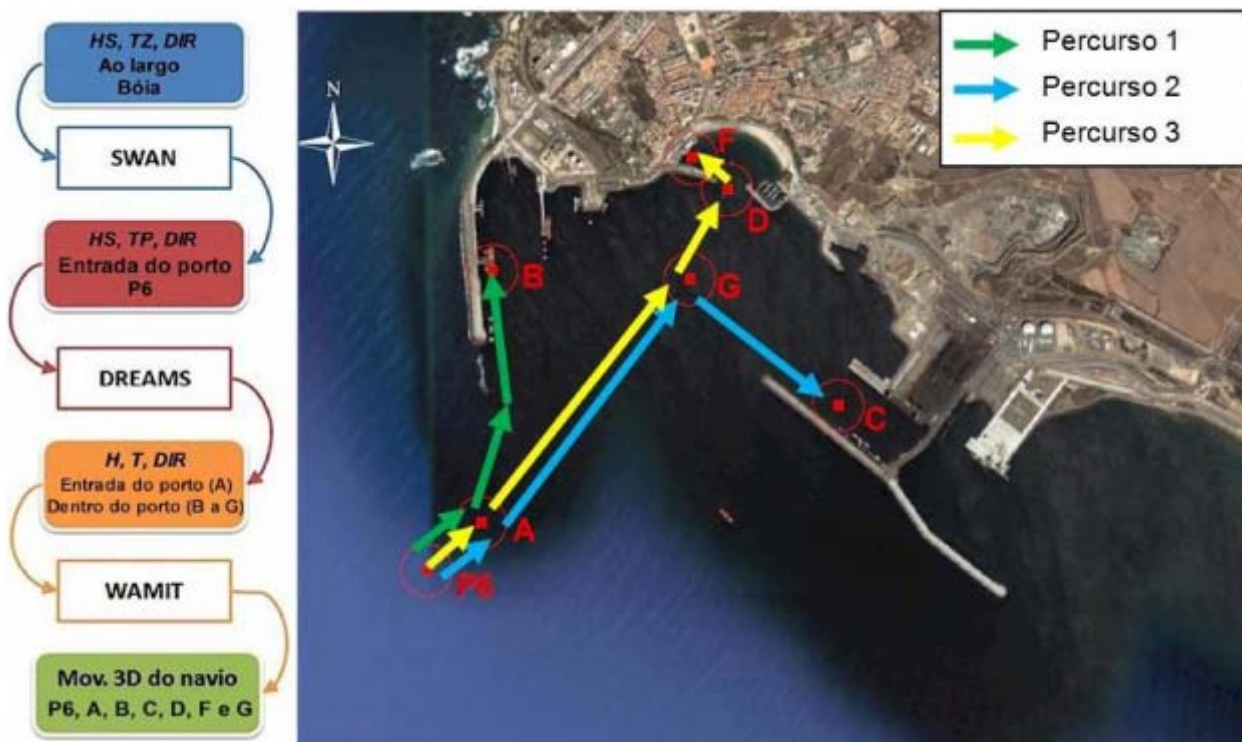 HS, TZ, DIR
Ao largo
Bóia
SWAN
HS, TP, DIR
Entrada do porto
P6
DREAMS
H, T, DIR
Entrada do porto (A)
Dentro do porto (B a G)
WAMIT
Mov. 3D do navio
P6, A, B, C, D, F e G
Percurso 1
Percurso 2
Percurso 3
N
F
D
B
G
C
A
P6